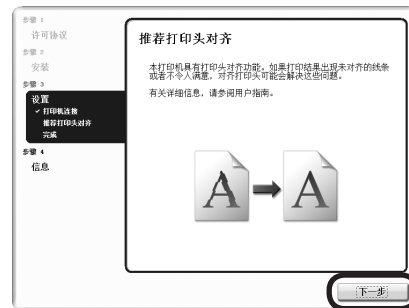 步骤 1
许可协议
步骤 2
安装
步骤 3
设置
✓ 打印机连接
推荐打印头对齐
完成
步骤 4
信息
推荐打印头对齐
本打印机具有打印头对齐功能。如果打印结果出现未对齐的线条
或者不令人满意，对齐打印头可能会解决这些问题。
有关详细信息，请参阅用户指南。
A
A
下一步